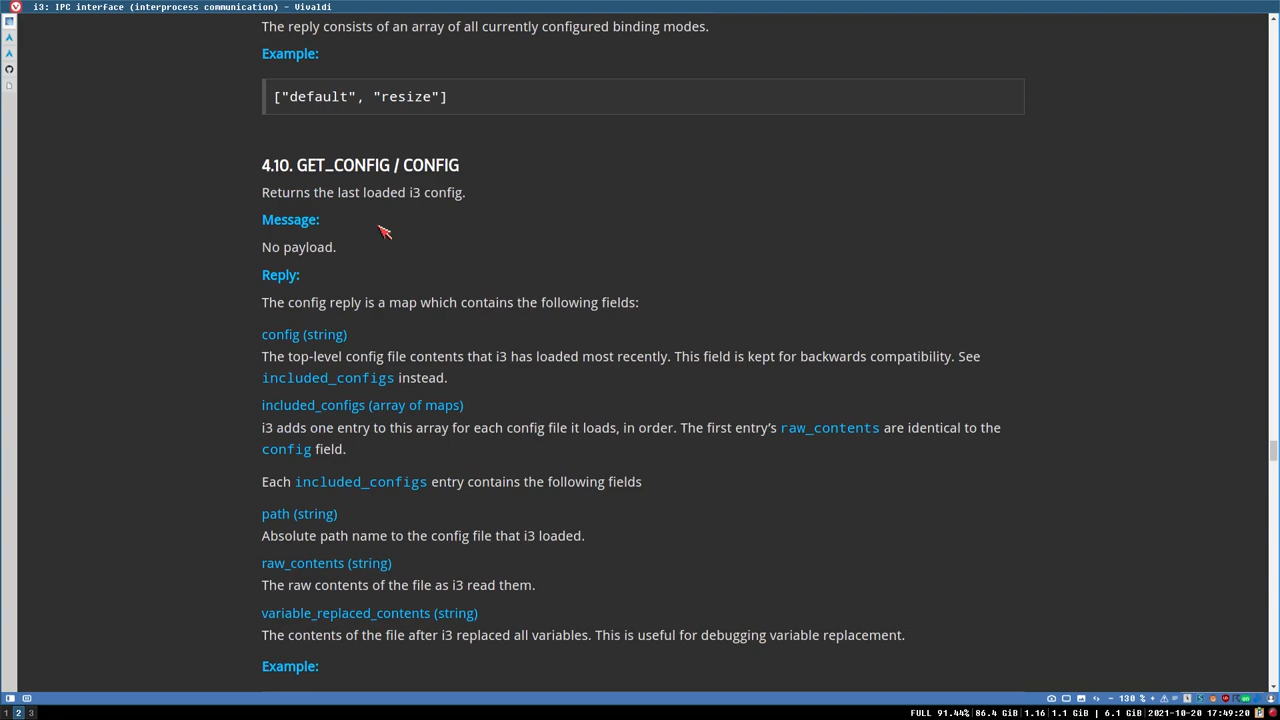 i3: IPC interface (interprocess communication) - Vivaldi
The reply consists of an array of all currently configured binding modes.
Example:
["default", "resize"]
4.10. GET_CONFIG / CONFIG
Returns the last loaded i3 config.
Message:
No payload.
Reply:
The config reply is a map which contains the following fields:
config (string)
The top-level config file contents that i3 has loaded most recently. This field is kept for backwards compatibility. See
included_configs instead.
included_configs (array of maps)
i3 adds one entry to this array for each config file it loads, in order. The first entry’s raw_contents are identical to the
config field.
Each included_configs entry contains the following fields
path (string)
Absolute path name to the config file that i3 loaded.
raw_contents (string)
The raw contents of the file as i3 read them.
variable_replaced_contents (string)
The contents of the file after i3 replaced all variables. This is useful for debugging variable replacement.
Example:
- 130 % +
1 2 3
FULL 91.44% | 86.4 GiB | 1.16 | 1.1 GiB | 6.1 GiB | 2021-10-20 17:49:20